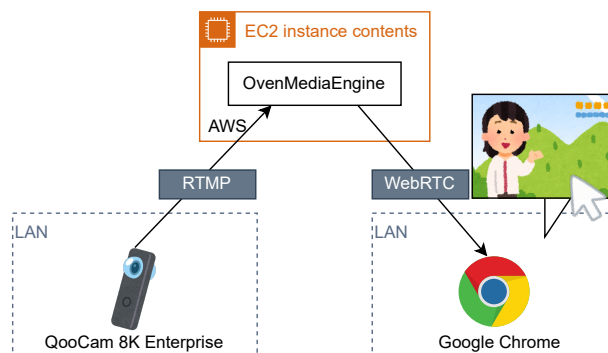 EC2 instance contents
OvenMediaEngine
AWS
RTMP
WebRTC
LAN
LAN
QooCam 8K Enterprise
Google Chrome